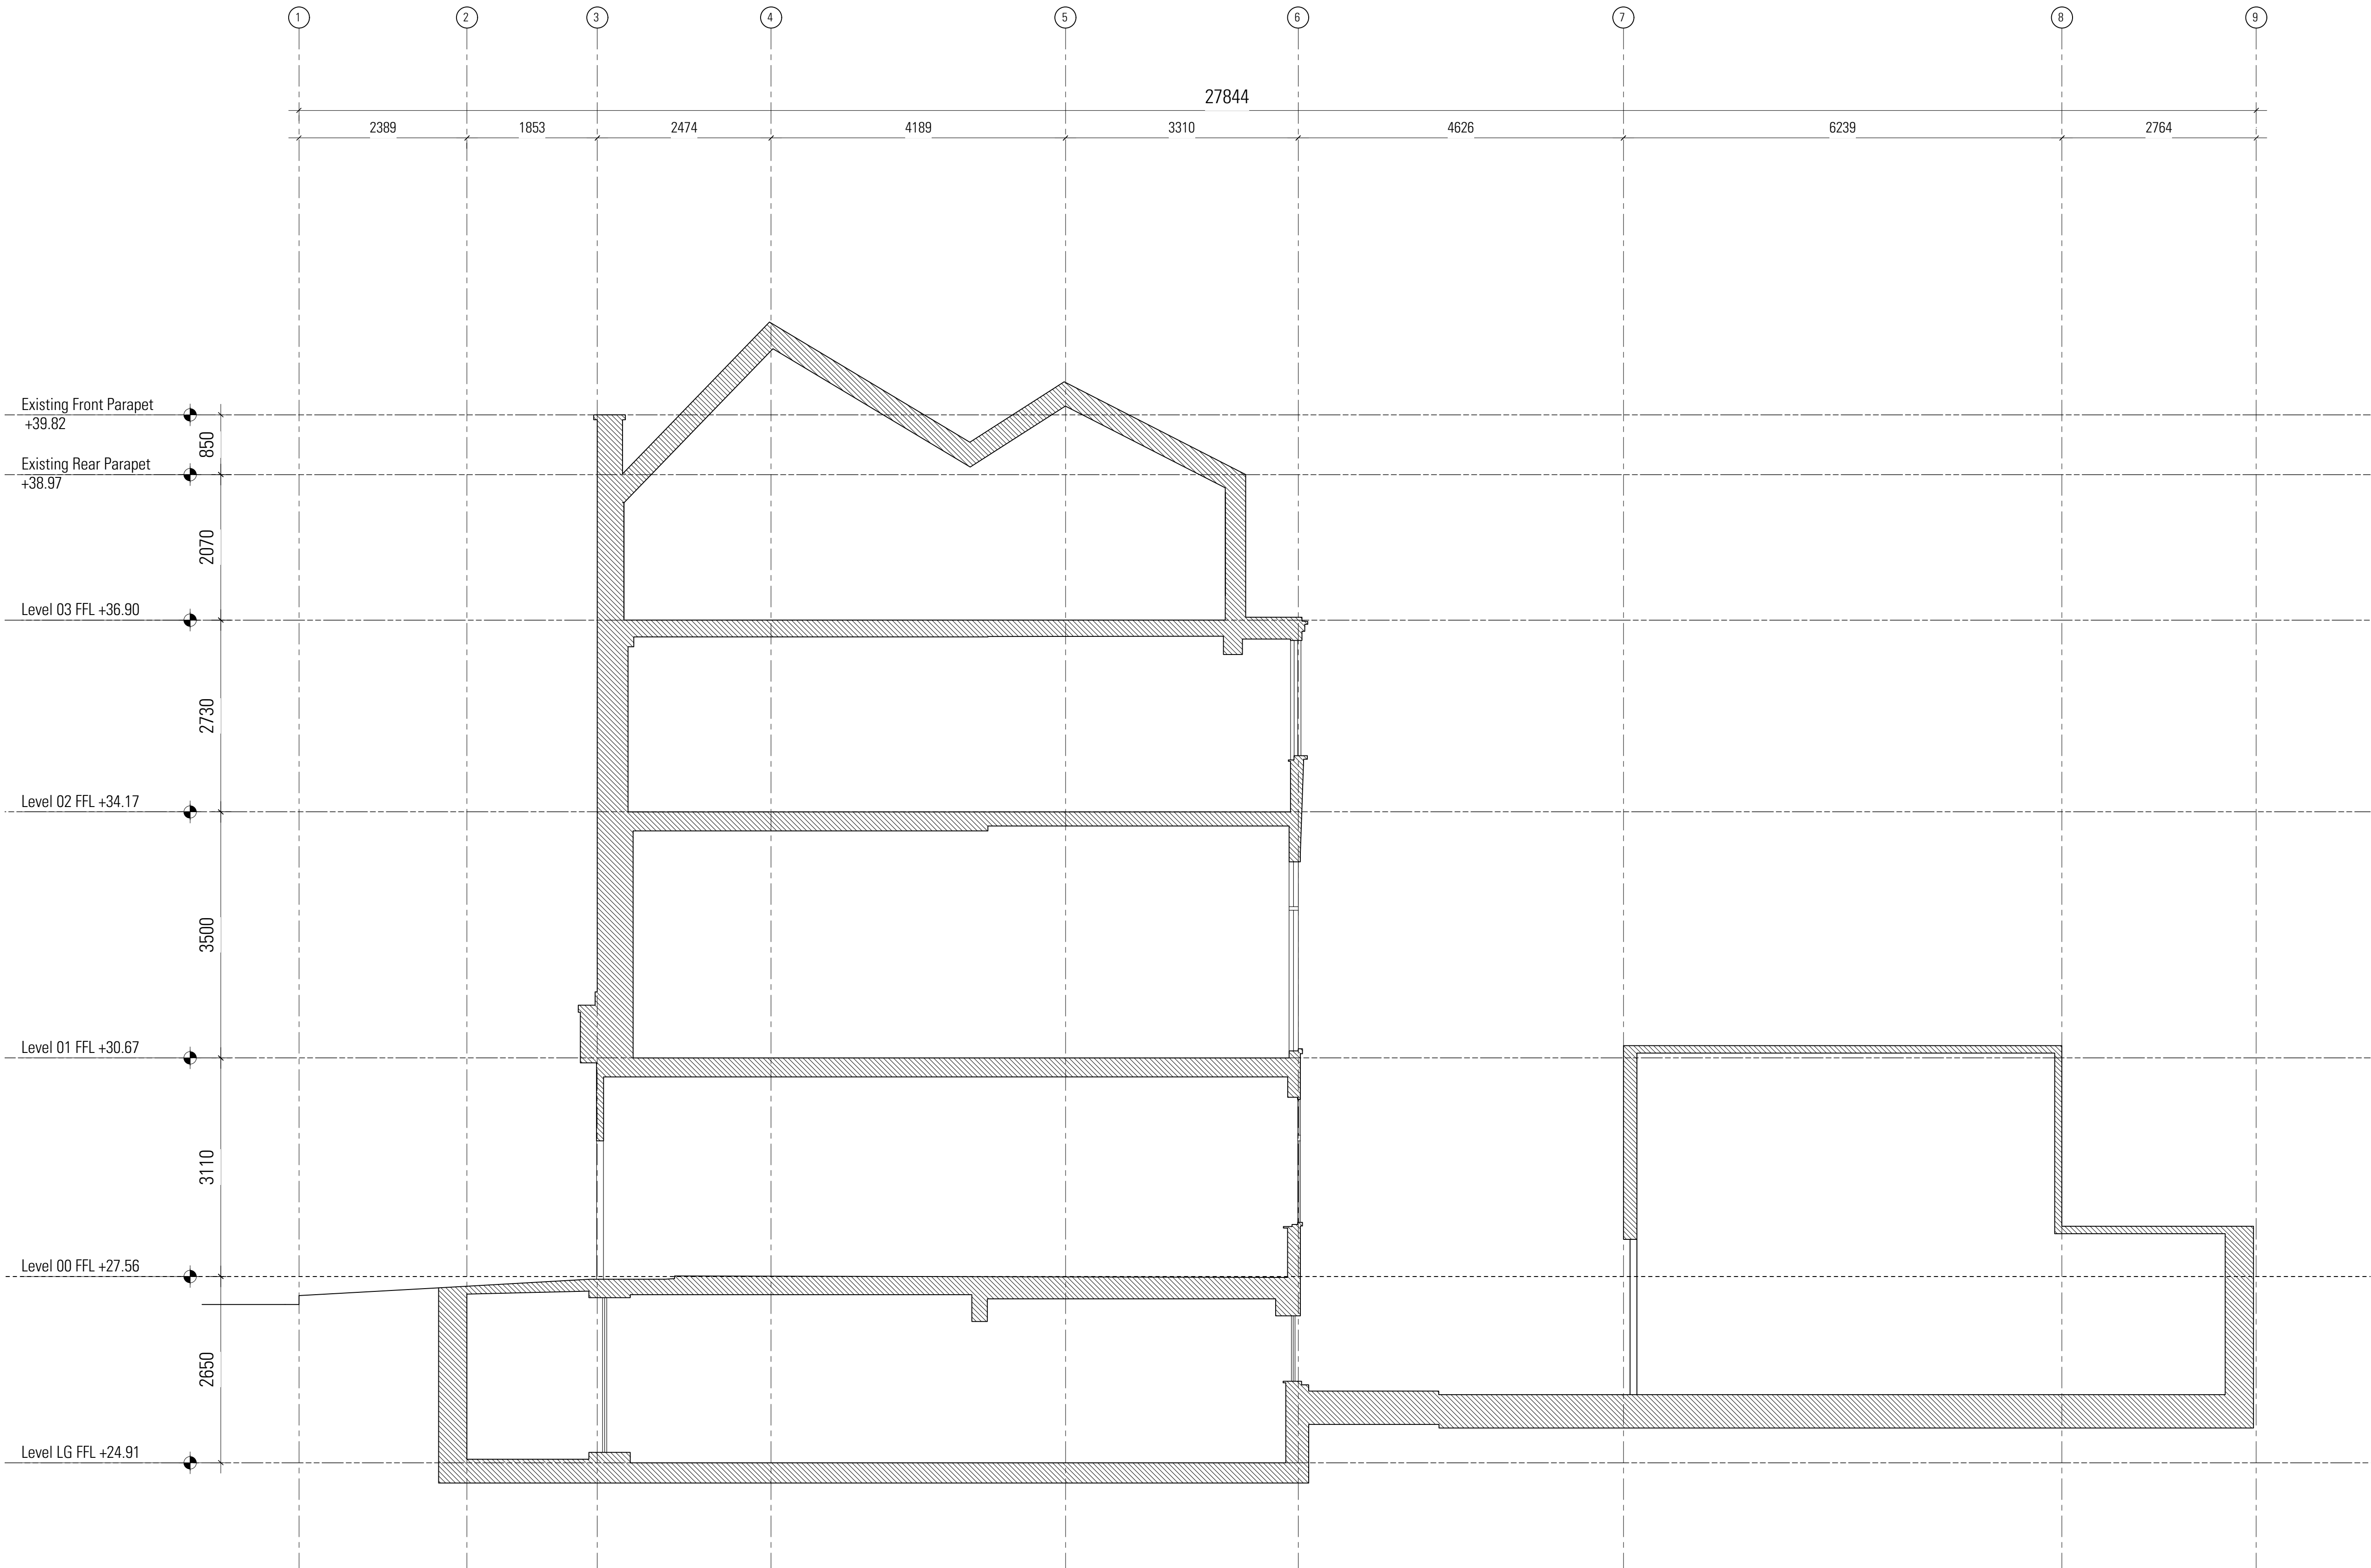 1 2 3 4 5 6 7 8 9
27844
2389 1853 2474 4189 3310 4626 6239 2764
Existing Front Parapet
+39.82
850
Existing Rear Parapet
+38.97
2070
Level 03 FFL +36.90
2730
Level 02 FFL +34.17
3500
Level 01 FFL +30.67
3110
Level 00 FFL +27.56
2650
Level LG FFL +24.91